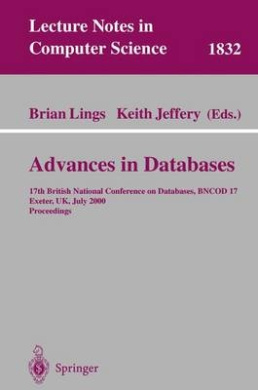 Lecture Notes in
Computer Science 1832
Brian Lings Keith Jeffery (Eds.)
Advances in Databases
17th British National Conference on Databases, BNCOD 17
Exeter, UK, July 2000
Proceedings
Springer